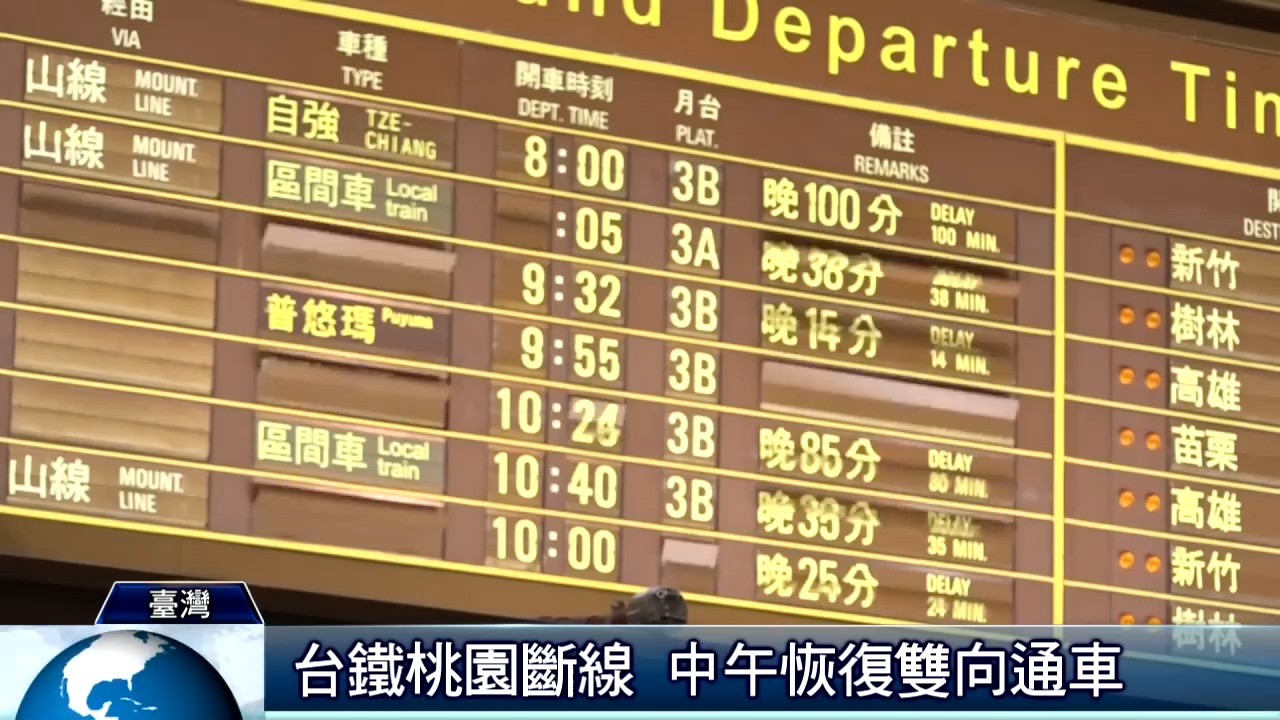 und Departure Tim
經由 車種 開車時刻 月台 備註
VIA TYPE DEPT. TIME PLAT. REMARKS
山線 MOUNT. LINE 自強 TZE-CHIANG 8:00 3B 晚100分 DELAY 100 MIN.
山線 MOUNT. LINE 區間車 Local train :05 3A 晚38分 38 MIN.
9:32 3B 晚15分 DELAY 14 MIN.
普悠瑪 Puyuma 9:55 3B
10:24 3B 晚85分 DELAY 80 MIN.
區間車 Local train 10:40 3B 晚35分 DELAY 35 MIN.
山線 MOUNT. LINE 10:00 晚25分 DELAY 24 MIN.
DEST
新竹
樹林
高雄
苗栗
高雄
新竹
樹林
臺灣
台鐵桃園斷線 中午恢復雙向通車